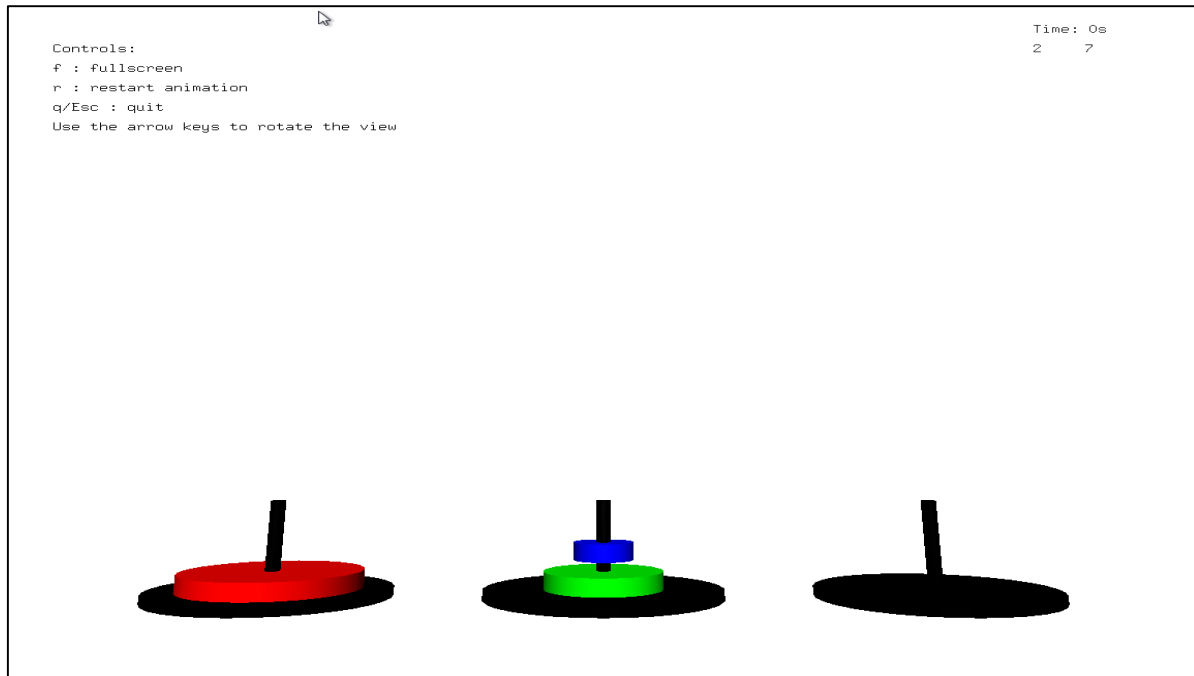 Controls:
f : fullscreen
r : restart animation
q/Esc : quit
Use the arrow keys to rotate the view
Time: 0s
2 7